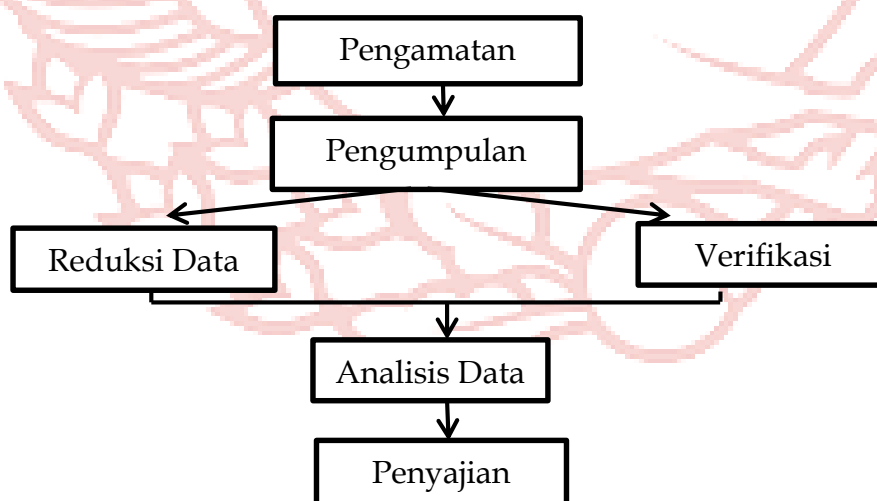 Pengamatan
Pengumpulan
Reduksi Data
Verifikasi
Analisis Data
Penyajian